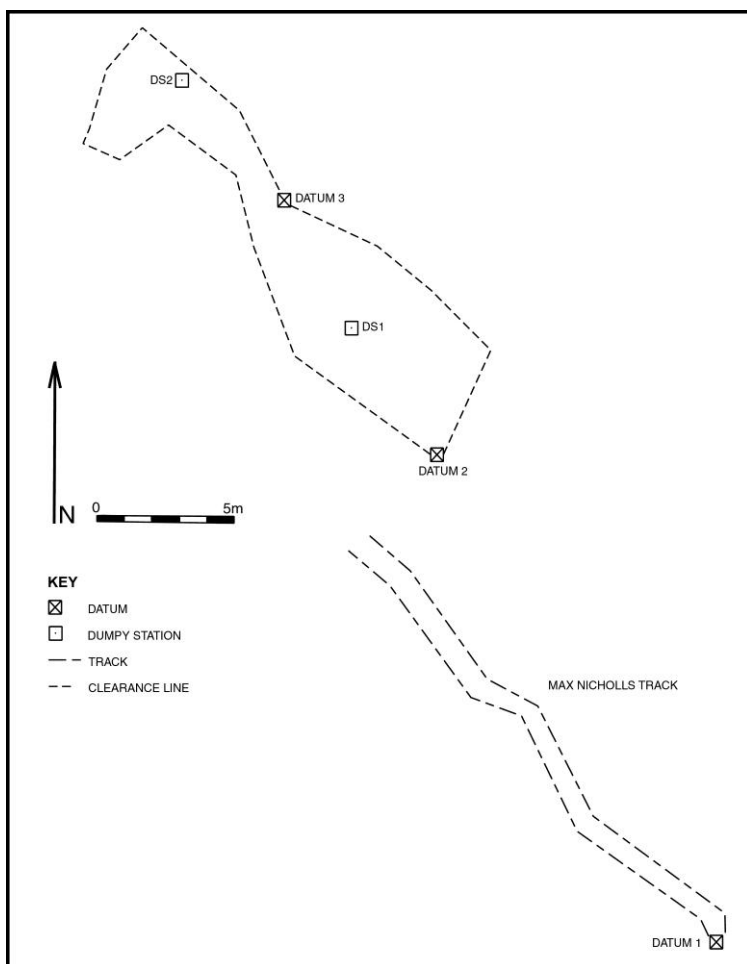 DS2
DATUM 3
DS1
DATUM 2
N
0 5m
KEY
DATUM
DUMPY STATION
TRACK
CLEARANCE LINE
MAX NICHOLLS TRACK
DATUM 1